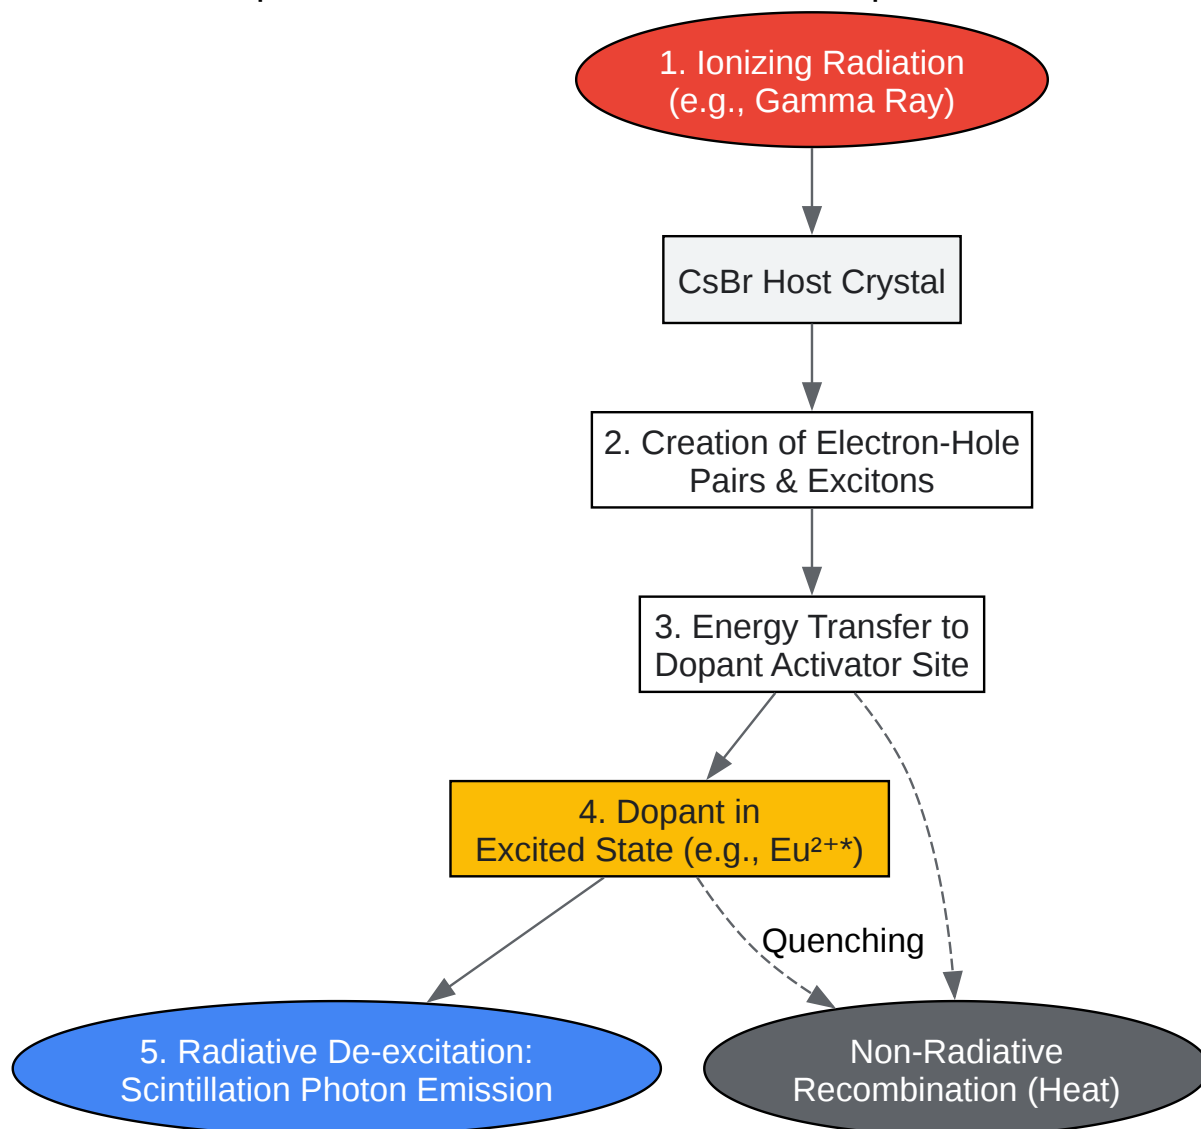 1. Ionizing Radiation
(e.g., Gamma Ray)
CsBr Host Crystal
2. Creation of Electron-Hole
Pairs & Excitons
3. Energy Transfer to
Dopant Activator Site
4. Dopant in
Excited State (e.g., Eu²⁺*)
Quenching
5. Radiative De-excitation:
Scintillation Photon Emission
Non-Radiative
Recombination (Heat)